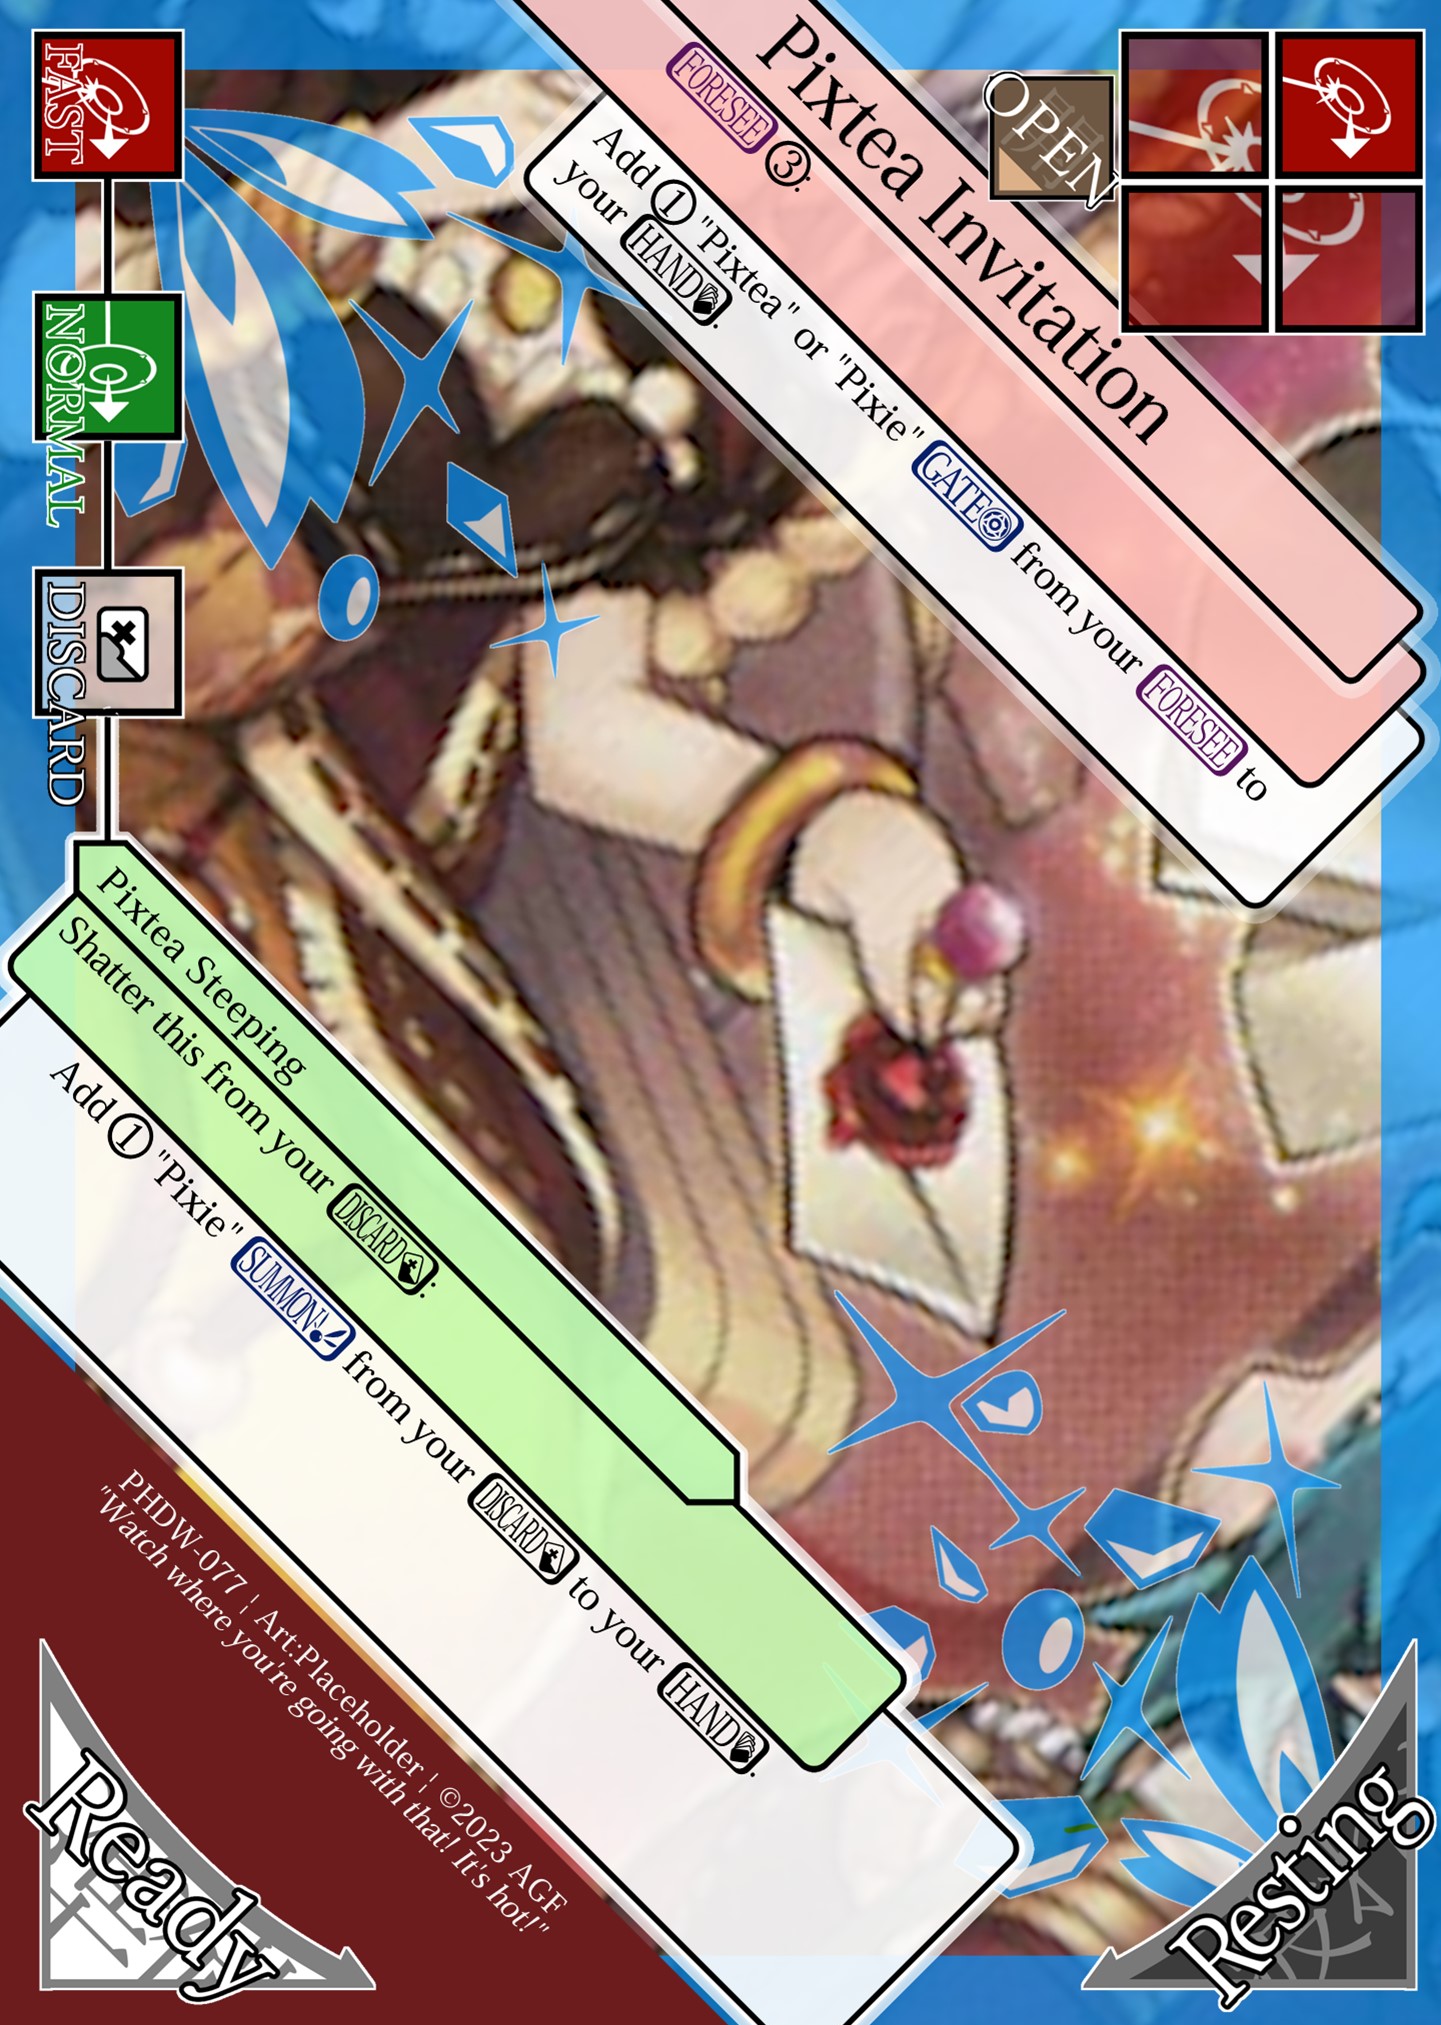 Pixtea Invitation
FORESEE ③:
Add ① "Pixtea" or "Pixie" GATE from your FORESEE to
your HAND.
OPEN
FAST
NORMAL
DISCARD
Pixtea Steeping
Shatter this from your DISCARD:
Add ① "Pixie" SUMMON from your DISCARD to your HAND.
PHDW-077 ¦ Art:Placeholder ¦ ©2023 AGF
"Watch where you're going with that! It's hot!"
Ready
Resting